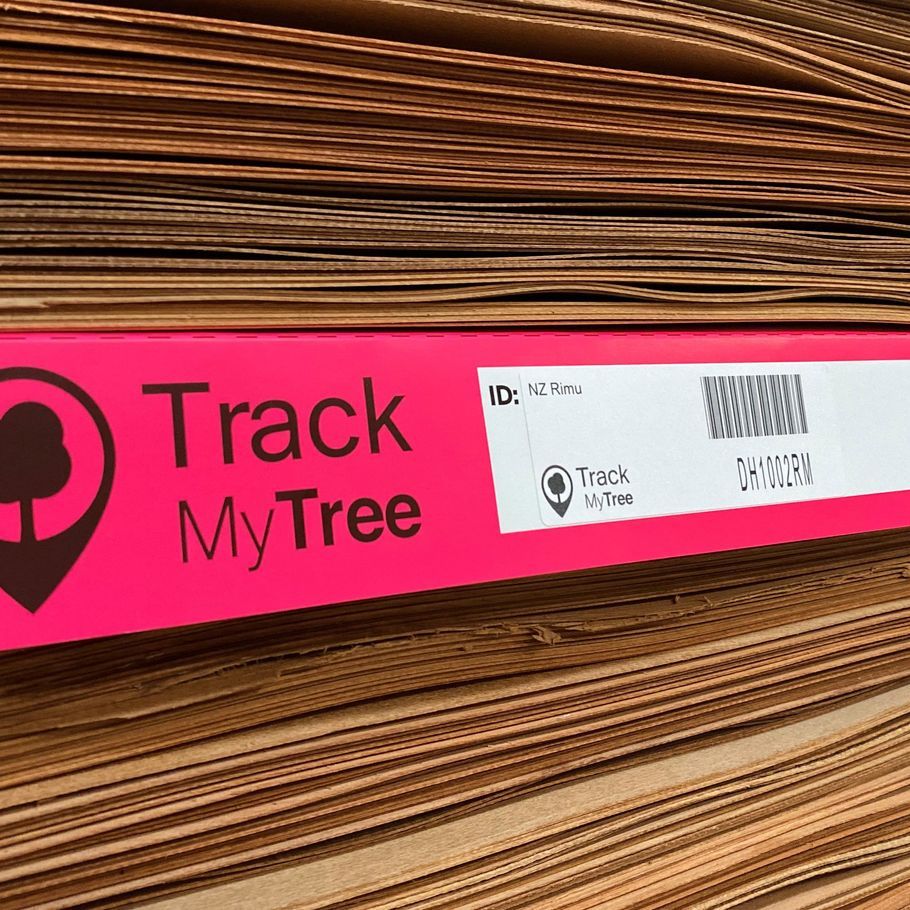 Track
MyTree
ID: NZ Rimu
Track
MyTree
DH1002RM